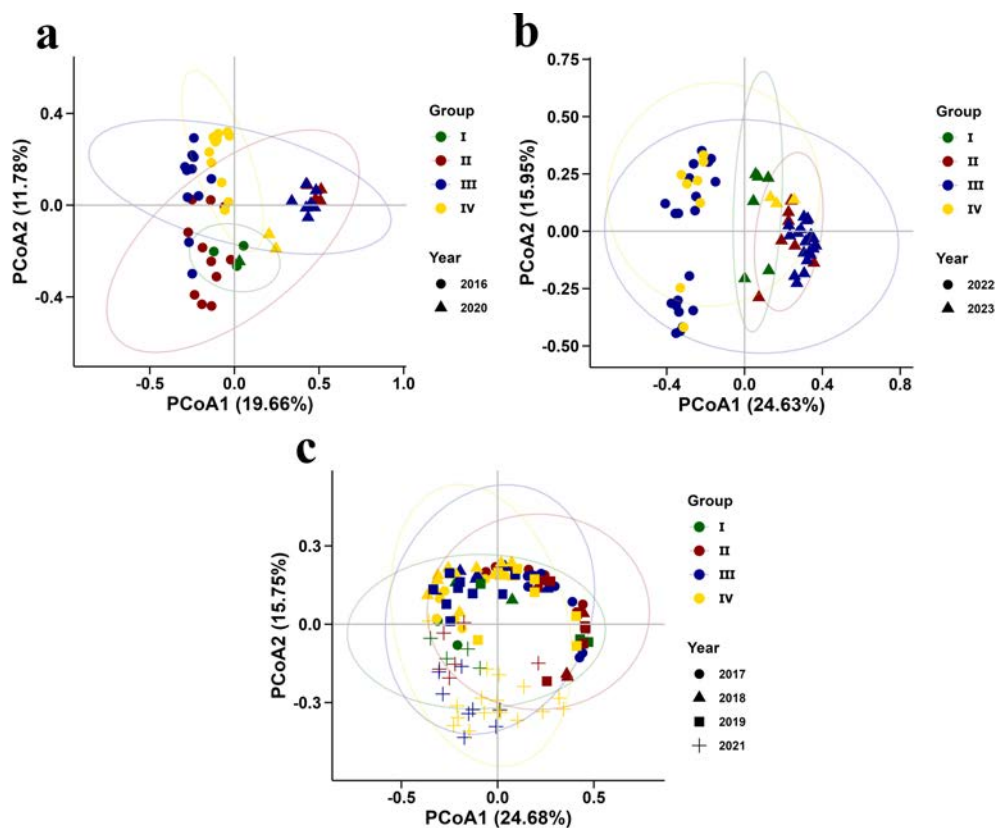 a
PCoA2 (11.78%)
0.4
0.0
-0.4
-0.5
0.0
0.5
1.0
PCoA1 (19.66%)
Group
I
II
III
IV
Year
2016
2020
b
PCoA2 (15.95%)
0.75
0.50
0.25
0.00
-0.25
-0.50
-0.4
0.0
0.4
0.8
PCoA1 (24.63%)
Group
I
II
III
IV
Year
2022
2023
c
PCoA2 (15.75%)
0.3
0.0
-0.3
-0.5
0.0
0.5
PCoA1 (24.68%)
Group
I
II
III
IV
Year
2017
2018
2019
2021